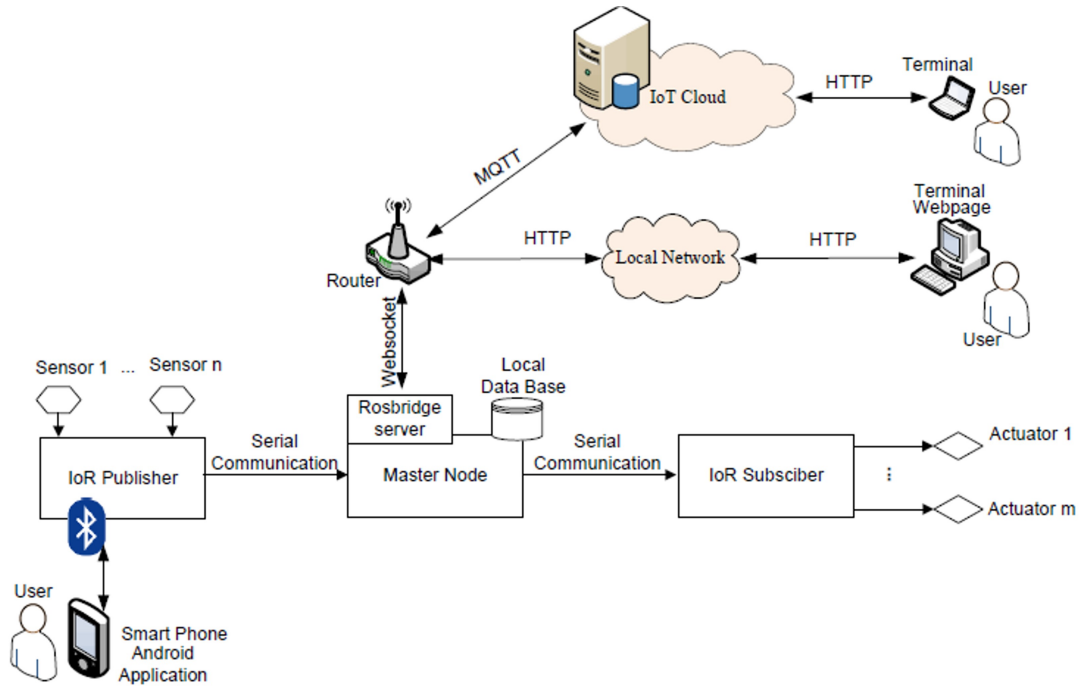 IoT Cloud
HTTP
Terminal
User
MQTT
Terminal
Webpage
HTTP
Local Network
HTTP
User
Router
Websocket
Sensor 1 ... Sensor n
Local
Data Base
Rosbridge
server
Serial
Communication
Serial
Communication
IoR Publisher
Master Node
IoR Subsciber
Actuator 1
...
Actuator m
User
Smart Phone
Android
Application